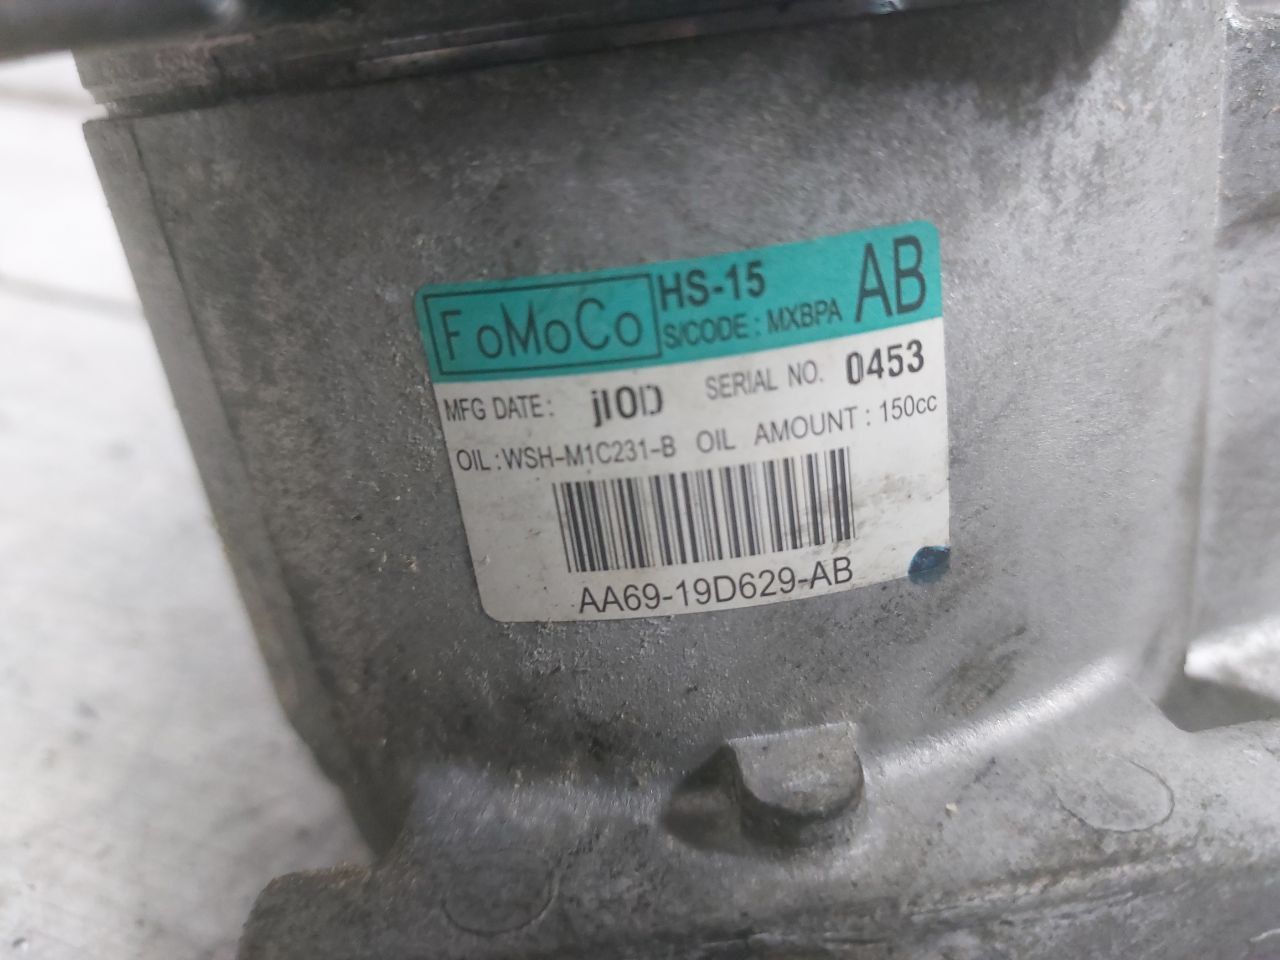 FoMoCo HS-15 AB
S/CODE : MXBPA
MFG DATE : j10D SERIAL NO. 0453
OIL : WSH-M1C231-B OIL AMOUNT : 150cc
AA69-19D629-AB